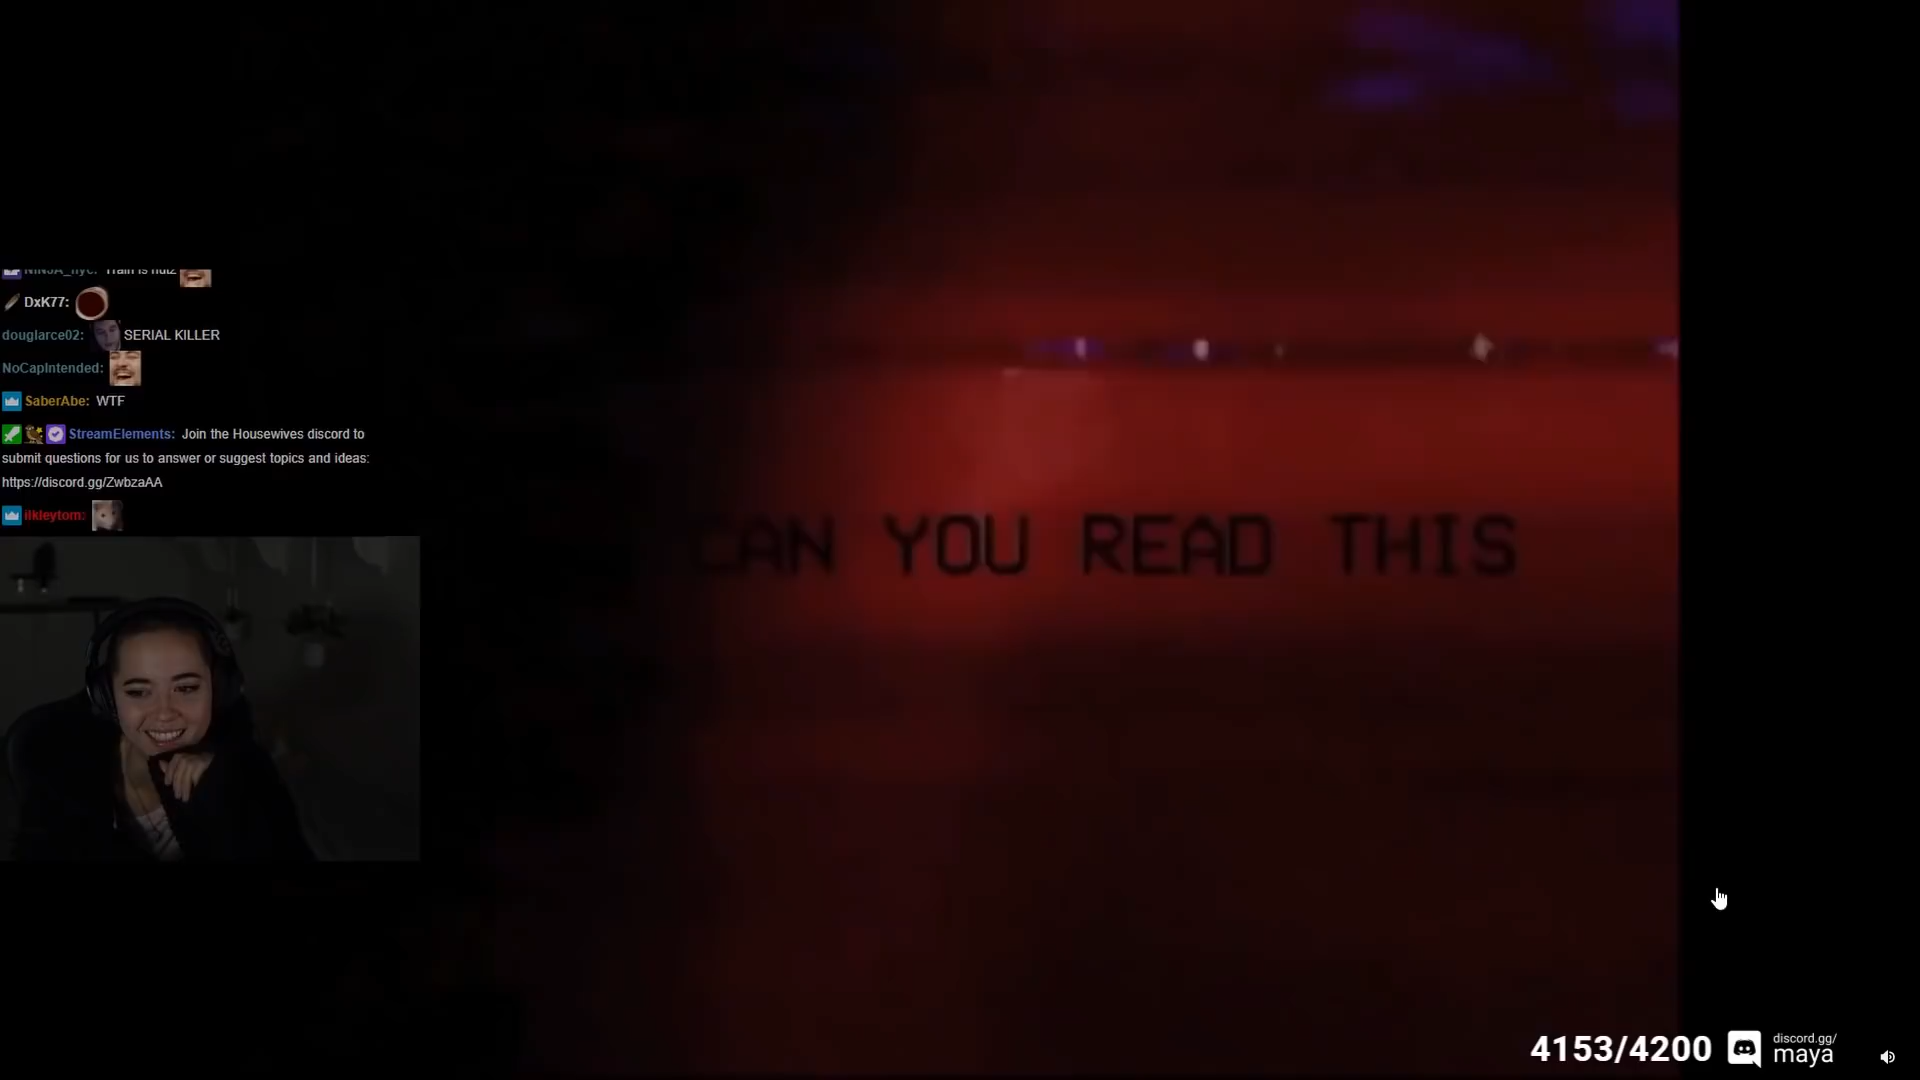 DxK77:
douglarce02: SERIAL KILLER
NoCapIntended:
SaberAbe: WTF
StreamElements: Join the Housewives discord to
submit questions for us to answer or suggest topics and ideas:
https://discord.gg/ZwbzaAA
ilkleytom:
CAN YOU READ THIS
4153/4200
discord.gg/
maya